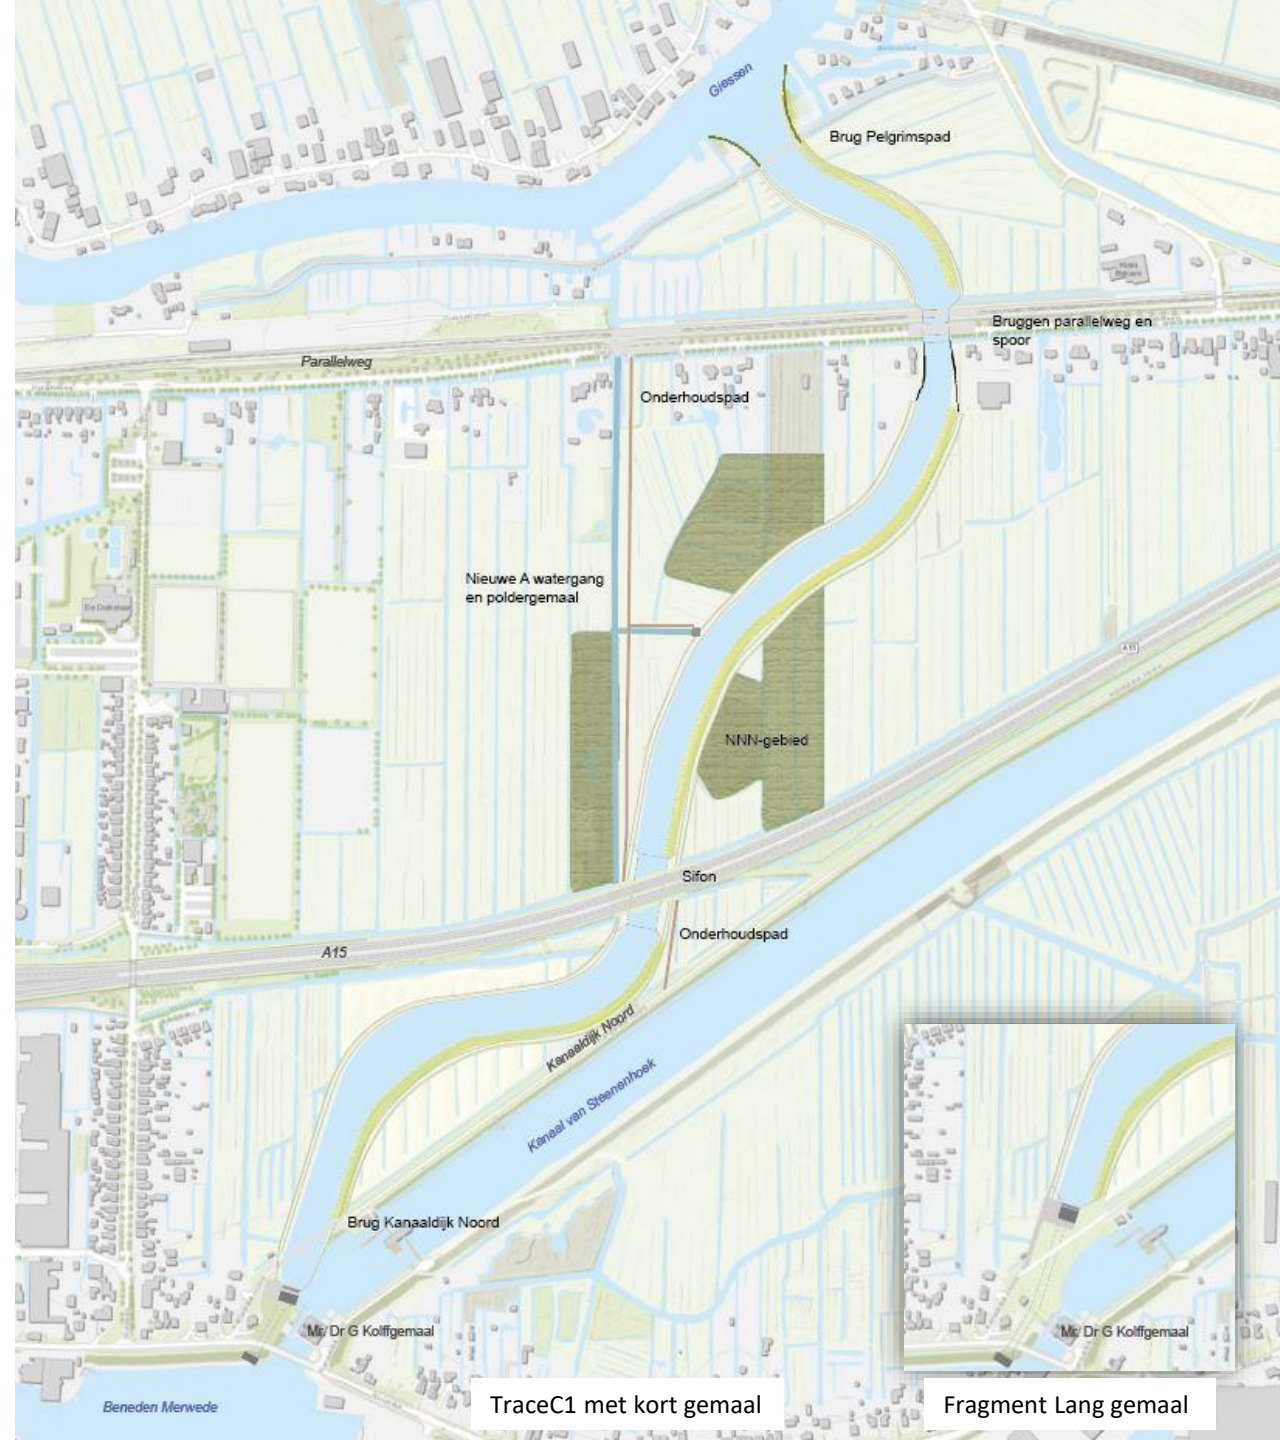 Giessen
Brug Pelgrimspad
Bruggen parallelweg en
spoor
Parallelweg
Onderhoudspad
Nieuwe A watergang
en poldergemaal
A15
NNN-gebied
Sifon
Onderhoudspad
A15
Kanaaldijk Noord
Kanaal van Steenenhoek
Brug Kanaaldijk Noord
Mr. Dr G Kolffgemaal
Mr. Dr G Kolffgemaal
Beneden Merwede
TraceC1 met kort gemaal
Fragment Lang gemaal